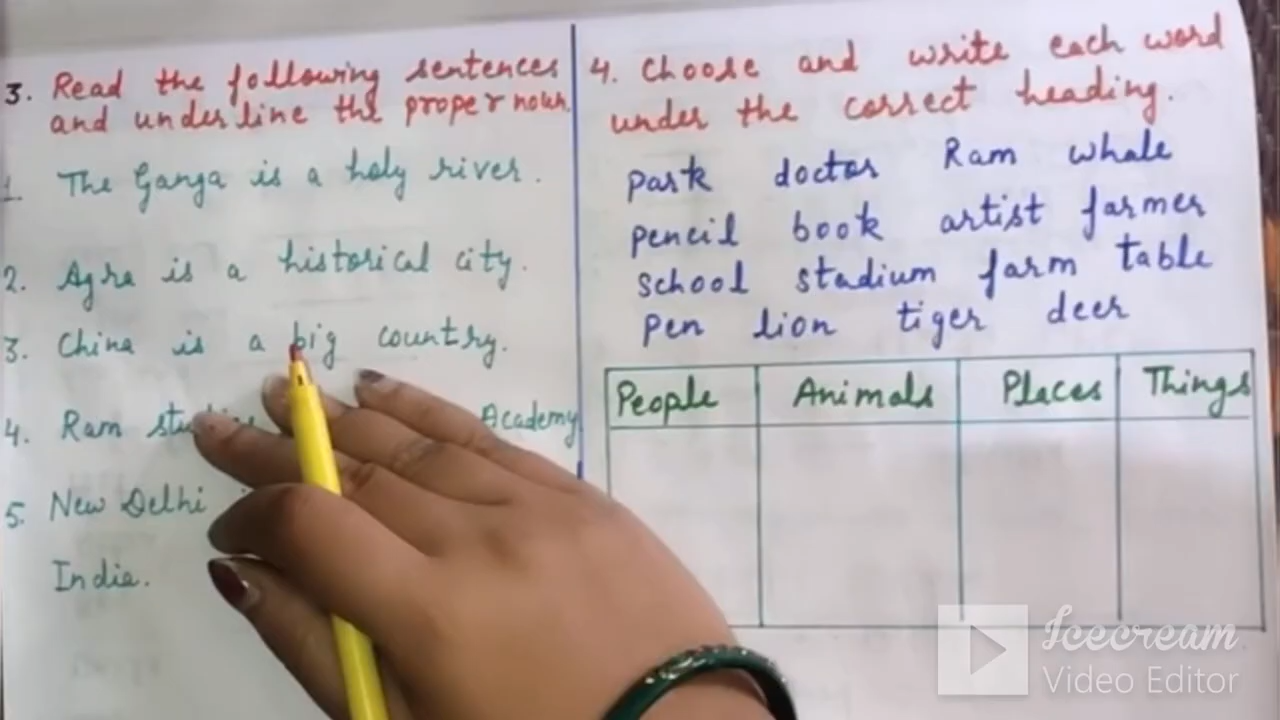 3. Read the following sentences
and underline the proper noun.
1. The Ganga is a holy river.
2. Agra is a historical city.
3. China is a big country.
4. Ram Academy
5. New Delhi
India.
4. Choose and write each word
under the correct heading.
park doctor Ram whale
pencil book artist farmer
school stadium farm table
pen lion tiger deer
People Animals Places Things
Icecream
Video Editor